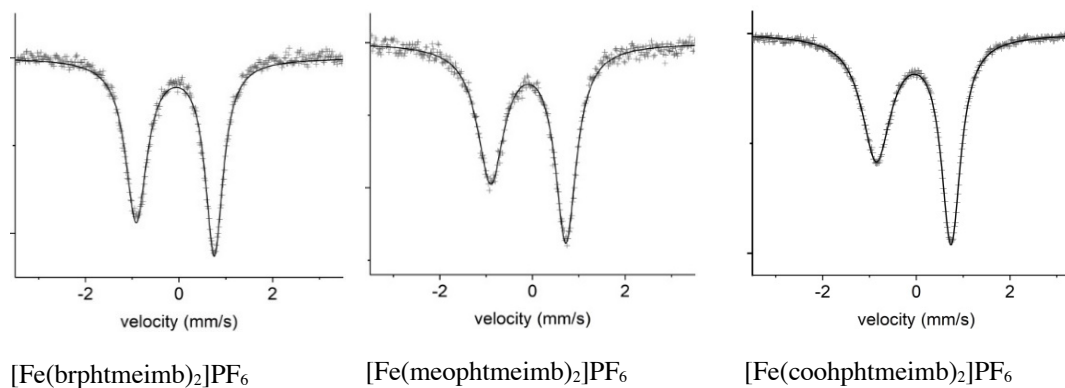 -2 0 2
velocity (mm/s)
[Fe(brphtmeimb)₂]PF₆
-2 0 2
velocity (mm/s)
[Fe(meophtmeimb)₂]PF₆
-2 0 2
velocity (mm/s)
[Fe(coohphtmeimb)₂]PF₆